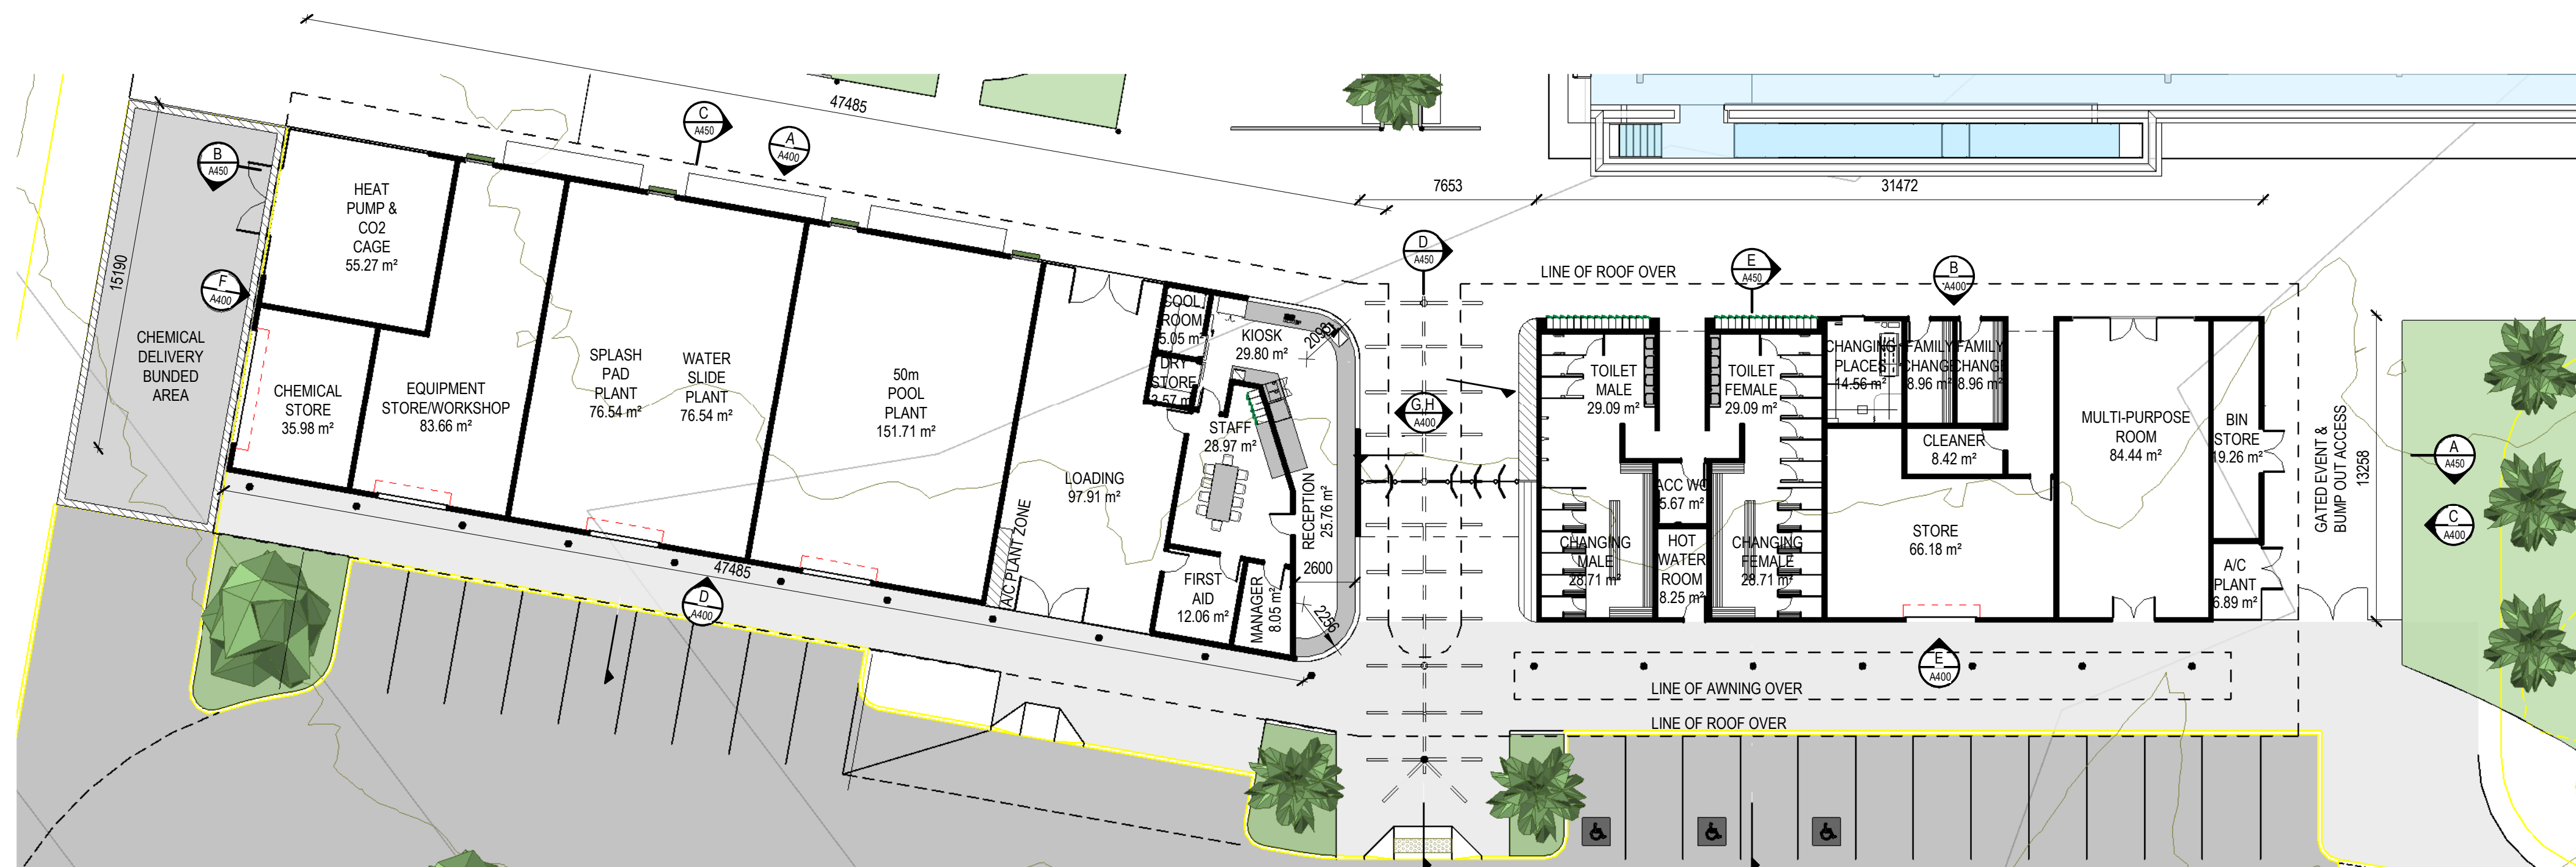 47485
C
A450
A
A400
B
A450
F
A400
15190
CHEMICAL
DELIVERY
BUNDED
AREA
HEAT
PUMP &
CO2
CAGE
55.27 m²
CHEMICAL
STORE
35.98 m²
EQUIPMENT
STORE/WORKSHOP
83.66 m²
SPLASH
PAD
PLANT
76.54 m²
WATER
SLIDE
PLANT
76.54 m²
50m
POOL
PLANT
151.71 m²
LOADING
97.91 m²
A/C PLANT ZONE
COOL
ROOM
5.05 m²
DRY
STORE
3.57 m²
KIOSK
29.80 m²
STAFF
28.97 m²
RECEPTION
25.76 m²
FIRST
AID
12.06 m²
MANAGER
8.05 m²
2600
2256
47485
D
A400
7653
31472
D
A450
G,H
A400
LINE OF ROOF OVER
E
A450
B
A400
TOILET
MALE
29.09 m²
TOILET
FEMALE
29.09 m²
CHANGING
PLACES
14.56 m²
FAMILY
CHANGE
8.96 m²
FAMILY
CHANGE
8.96 m²
CLEANER
8.42 m²
ACC WC
5.67 m²
HOT
WATER
ROOM
8.25 m²
CHANGING
MALE
28.71 m²
CHANGING
FEMALE
28.71 m²
STORE
66.18 m²
MULTI-PURPOSE
ROOM
84.44 m²
BIN
STORE
19.26 m²
A/C
PLANT
6.89 m²
GATED EVENT &
BUMP OUT ACCESS
13258
A
A450
C
A400
E
A400
LINE OF AWNING OVER
LINE OF ROOF OVER